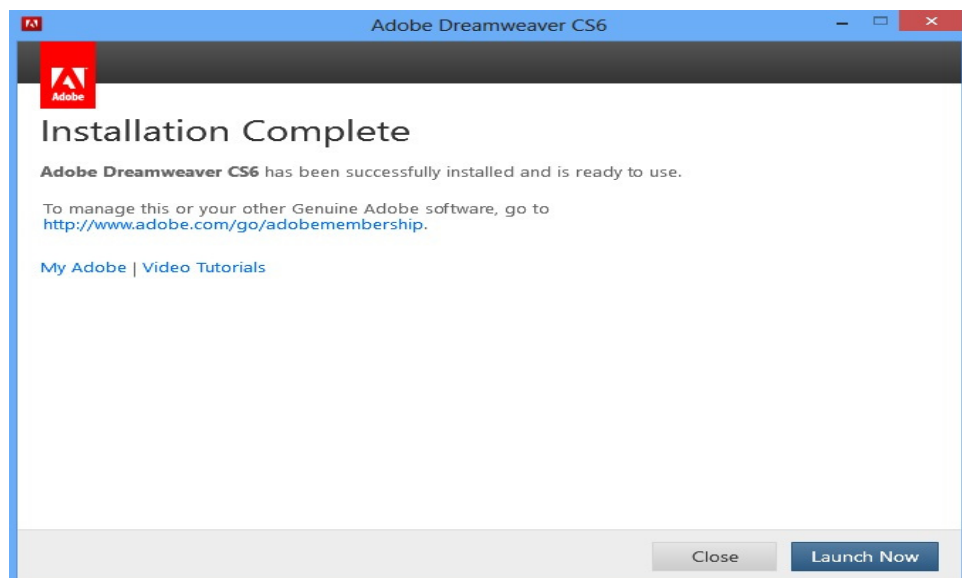 Adobe Dreamweaver CS6
Adobe
Installation Complete
Adobe Dreamweaver CS6 has been successfully installed and is ready to use.
To manage this or your other Genuine Adobe software, go to
http://www.adobe.com/go/adobemembership.
My Adobe | Video Tutorials
Close
Launch Now